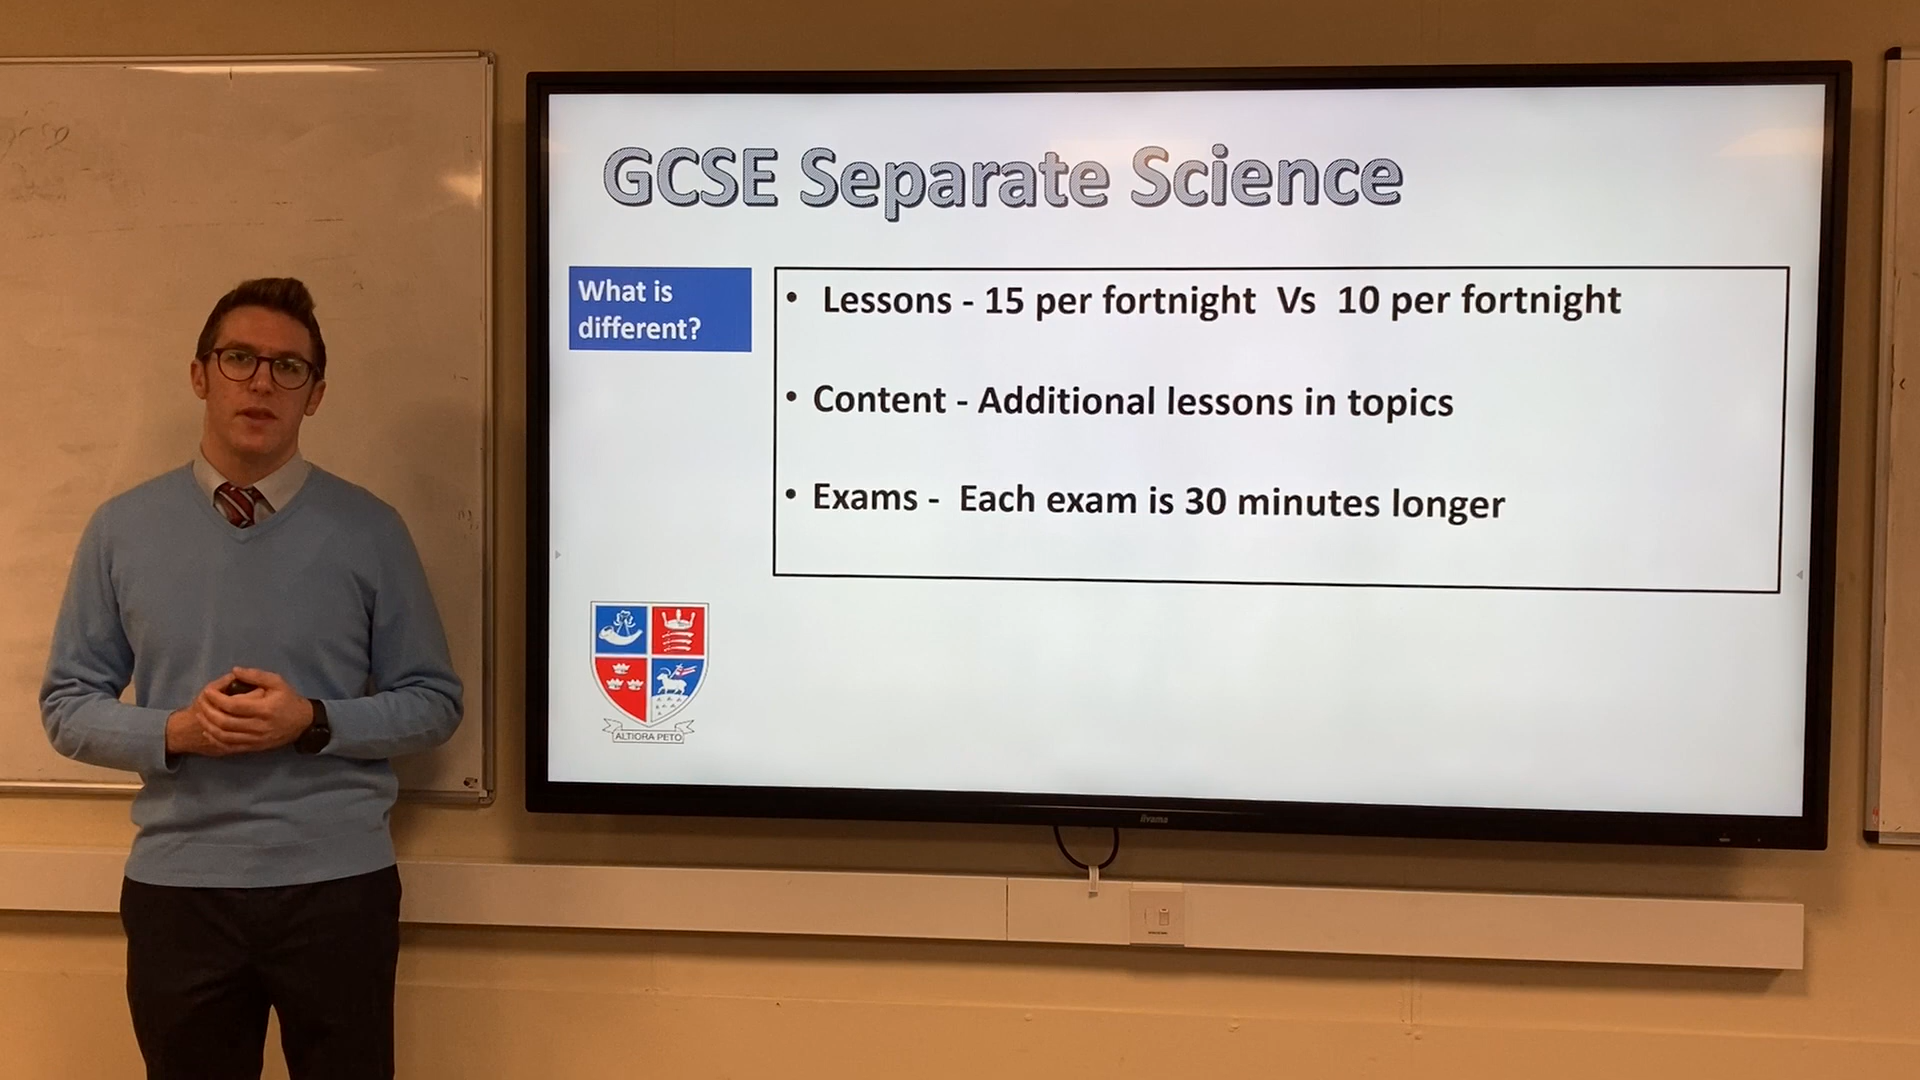 GCSE Separate Science
What is
different?
• Lessons - 15 per fortnight Vs 10 per fortnight
• Content - Additional lessons in topics
• Exams - Each exam is 30 minutes longer
ALTIORA PETO
iiyama